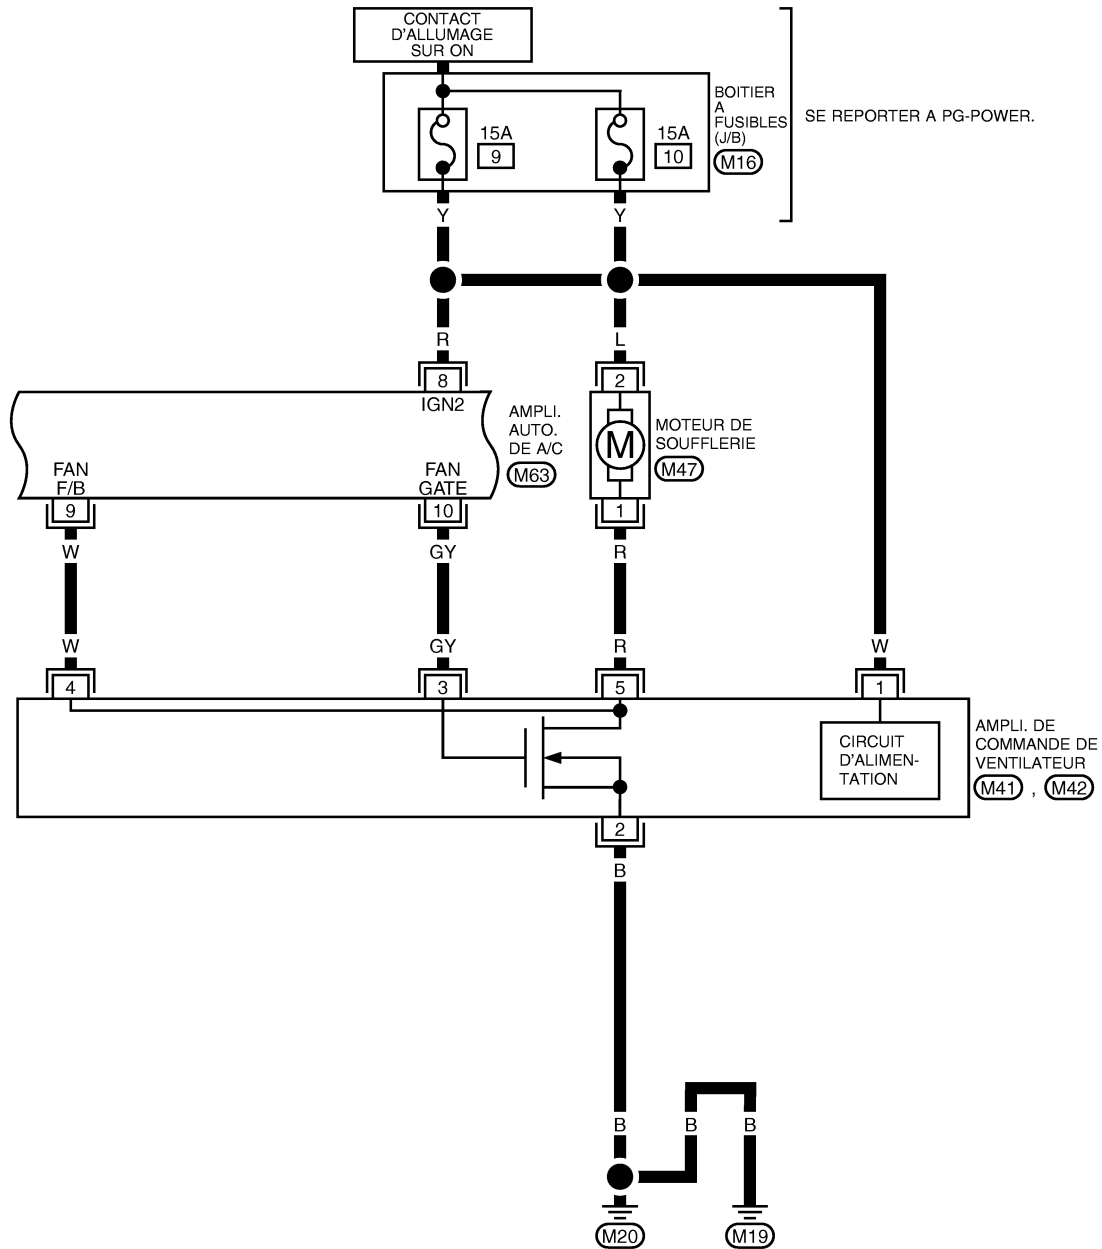 CONTACT
D'ALLUMAGE
SUR ON
BOITIER
A
FUSIBLES
(J/B)
M16
SE REPORTER A PG-POWER.
15A
9
15A
10
Y
Y
R
L
8
2
IGN2
AMPLI.
AUTO.
DE A/C
M63
M
MOTEUR DE
SOUFFLERIE
M47
FAN
F/B
FAN
GATE
9
10
1
W
GY
R
W
GY
R
W
4
3
5
1
CIRCUIT
D'ALIMEN-
TATION
AMPLI. DE
COMMANDE DE
VENTILATEUR
M41 , M42
2
B
B
B
B
M20
M19